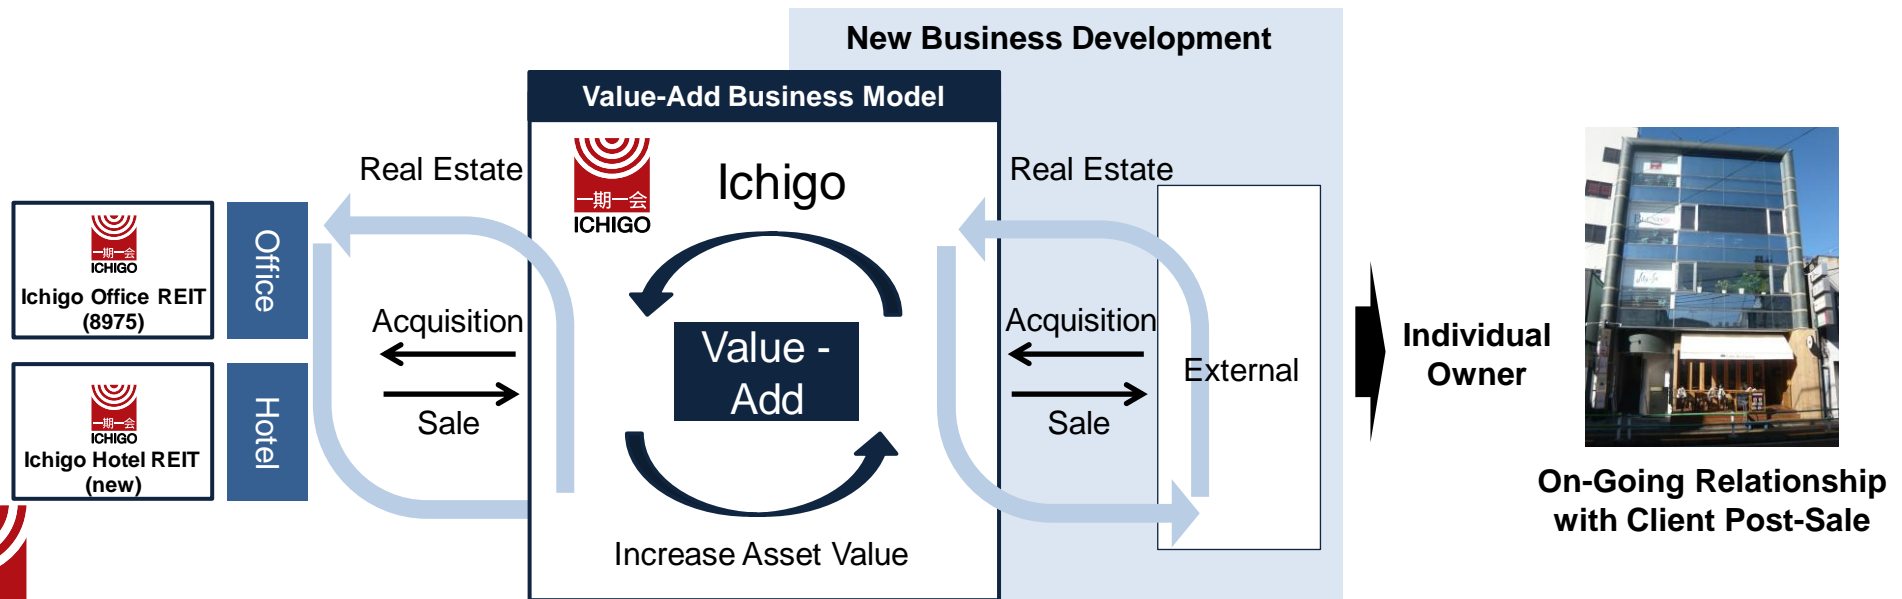 New Business Development
Value-Add Business Model
Real Estate
一期一会
ICHIGO
Ichigo
Real Estate
一期一会
ICHIGO
Ichigo Office REIT
(8975)
Office
Acquisition
Sale
Value -
Add
Acquisition
Sale
External
Individual
Owner
一期一会
ICHIGO
Ichigo Hotel REIT
(new)
Hotel
Increase Asset Value
On-Going Relationship
with Client Post-Sale